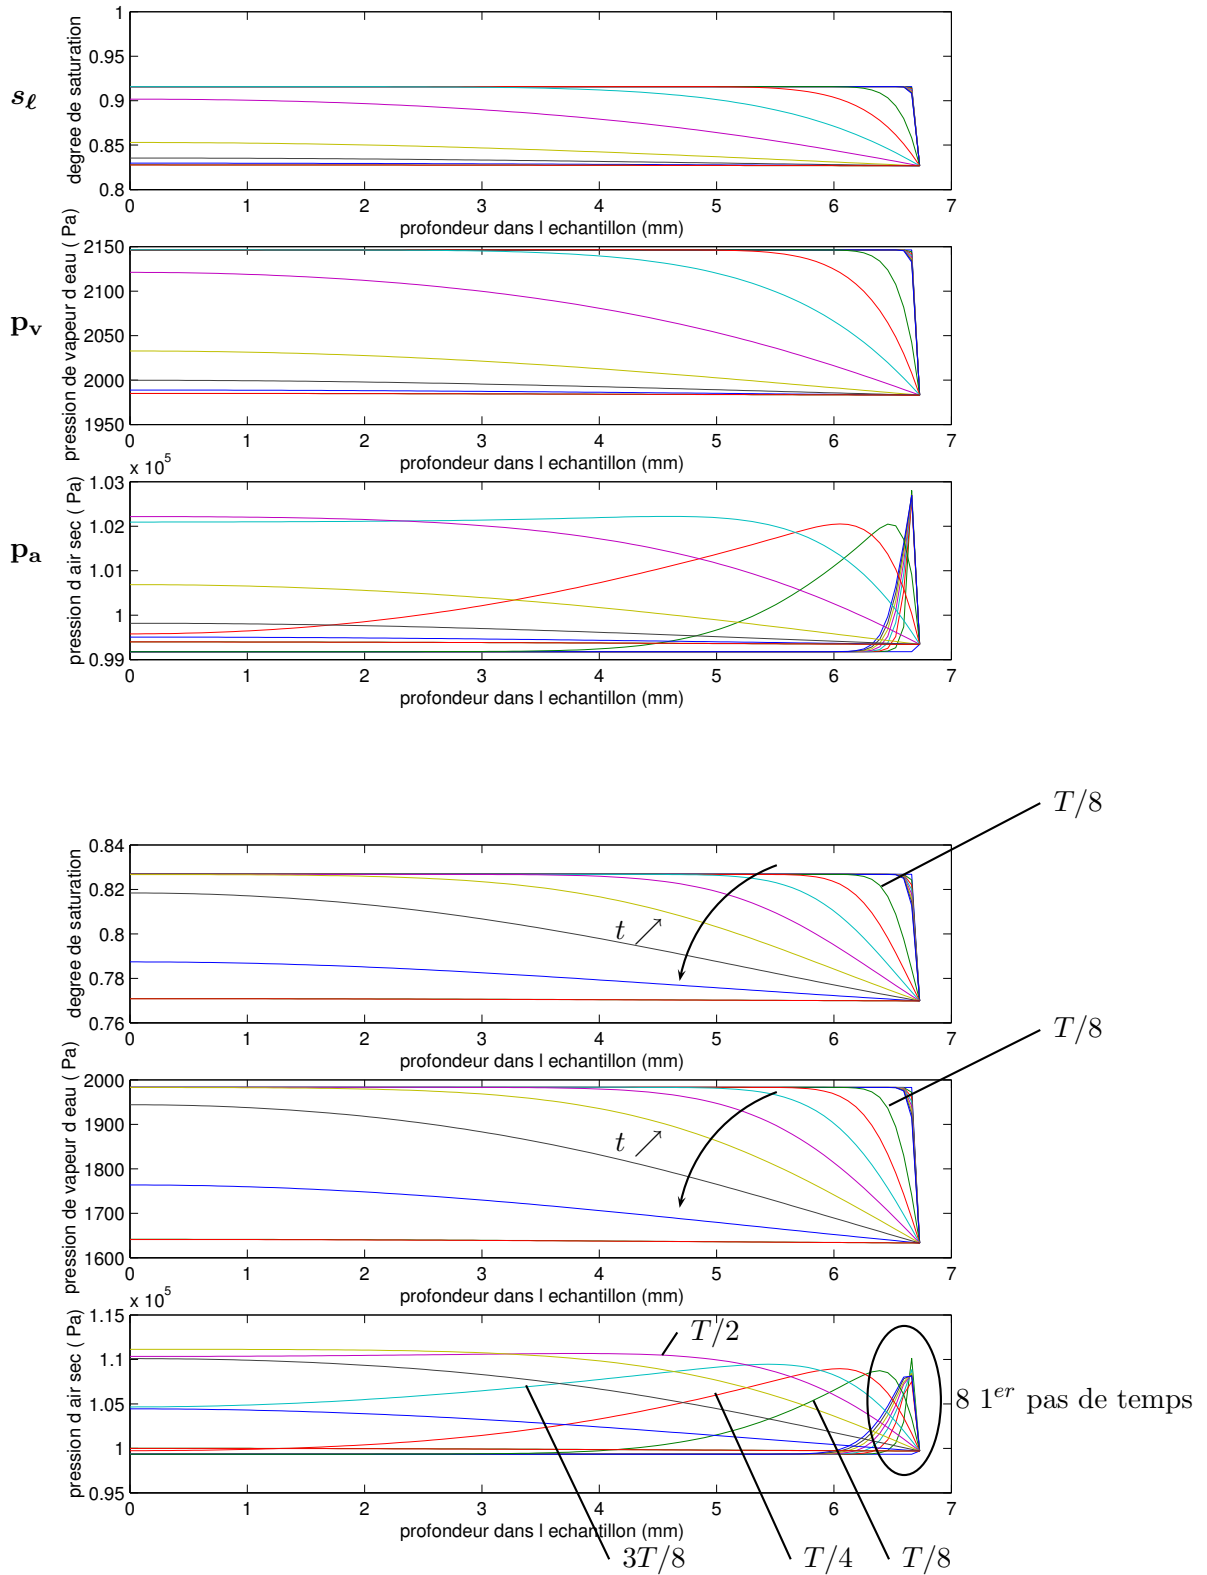 1
0.95
0.9
0.85
0.8
degree de saturation
s_ℓ
0 1 2 3 4 5 6 7
profondeur dans l echantillon (mm)
2150
2100
2050
2000
1950
pression de vapeur d eau ( Pa)
p_v
0 1 2 3 4 5 6 7
profondeur dans l echantillon (mm)
x 10^5
1.03
1.02
1.01
1
0.99
pression d air sec ( Pa)
p_a
0 1 2 3 4 5 6 7
profondeur dans l echantillon (mm)
T/8
0.84
0.82
0.8
0.78
0.76
degree de saturation
t ↗
0 1 2 3 4 5 6 7
profondeur dans l echantillon (mm)
T/8
2000
1900
1800
1700
1600
pression de vapeur d eau ( Pa)
t ↗
0 1 2 3 4 5 6 7
profondeur dans l echantillon (mm)
x 10^5
1.15
1.1
1.05
1
0.95
pression d air sec ( Pa)
T/2
8 1^er pas de temps
0 1 2 3 4 5 6 7
profondeur dans l echantillon (mm)
3T/8 T/4 T/8